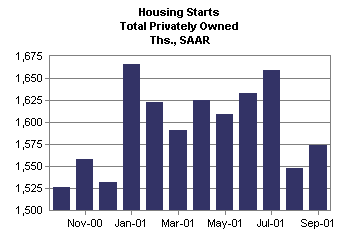 Housing Starts
Total Privately Owned
Ths., SAAR
1,675
1,650
1,625
1,600
1,575
1,550
1,525
1,500
Nov-00 Jan-01 Mar-01 May-01 Jul-01 Sep-01